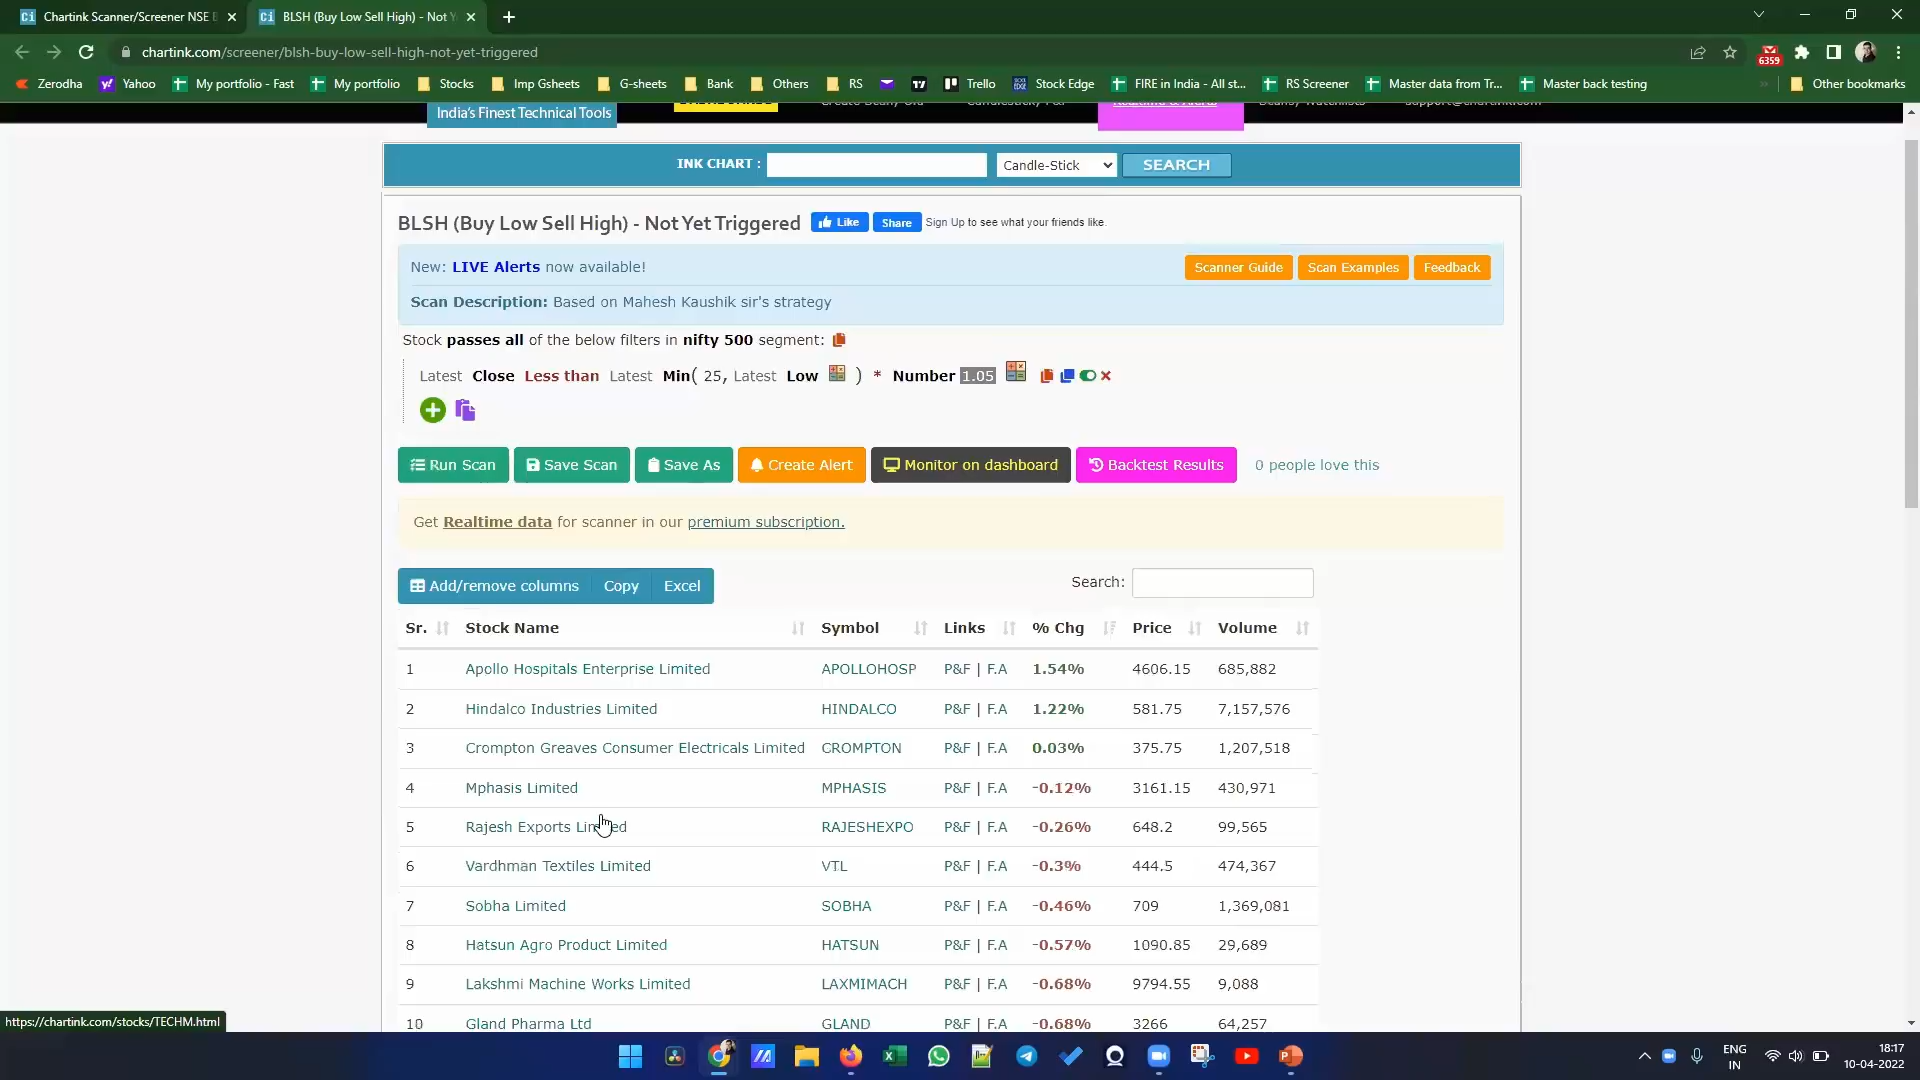 Chartink Scanner/Screener NSE
BLSH (Buy Low Sell High) - Not Y
chartink.com/screener/blsh-buy-low-sell-high-not-yet-triggered
6359
Zerodha Yahoo My portfolio - Fast My portfolio Stocks Imp Gsheets G-sheets Bank Others RS Trello Stock Edge FIRE in India - All st... RS Screener Master data from Tr... Master back testing » Other bookmarks
India's Finest Technical Tools
INK CHART : Candle-Stick SEARCH
BLSH (Buy Low Sell High) - Not Yet Triggered Like Share Sign Up to see what your friends like.
New: LIVE Alerts now available! Scanner Guide Scan Examples Feedback
Scan Description: Based on Mahesh Kaushik sir's strategy
Stock passes all of the below filters in nifty 500 segment:
Latest Close Less than Latest Min( 25, Latest Low ) * Number 1.05
Run Scan Save Scan Save As Create Alert Monitor on dashboard Backtest Results 0 people love this
Get Realtime data for scanner in our premium subscription.
Add/remove columns Copy Excel Search:
Sr. Stock Name Symbol Links % Chg Price Volume
1 Apollo Hospitals Enterprise Limited APOLLOHOSP P&F | F.A 1.54% 4606.15 685,882
2 Hindalco Industries Limited HINDALCO P&F | F.A 1.22% 581.75 7,157,576
3 Crompton Greaves Consumer Electricals Limited CROMPTON P&F | F.A 0.03% 375.75 1,207,518
4 Mphasis Limited MPHASIS P&F | F.A -0.12% 3161.15 430,971
5 Rajesh Exports Limited RAJESHEXPO P&F | F.A -0.26% 648.2 99,565
6 Vardhman Textiles Limited VTL P&F | F.A -0.3% 444.5 474,367
7 Sobha Limited SOBHA P&F | F.A -0.46% 709 1,369,081
8 Hatsun Agro Product Limited HATSUN P&F | F.A -0.57% 1090.85 29,689
9 Lakshmi Machine Works Limited LAXMIMACH P&F | F.A -0.68% 9794.55 9,088
10 Gland Pharma Ltd GLAND P&F | F.A -0.68% 3266 64,257
https://chartink.com/stocks/TECHM.html
ENG
IN
18:17
10-04-2022